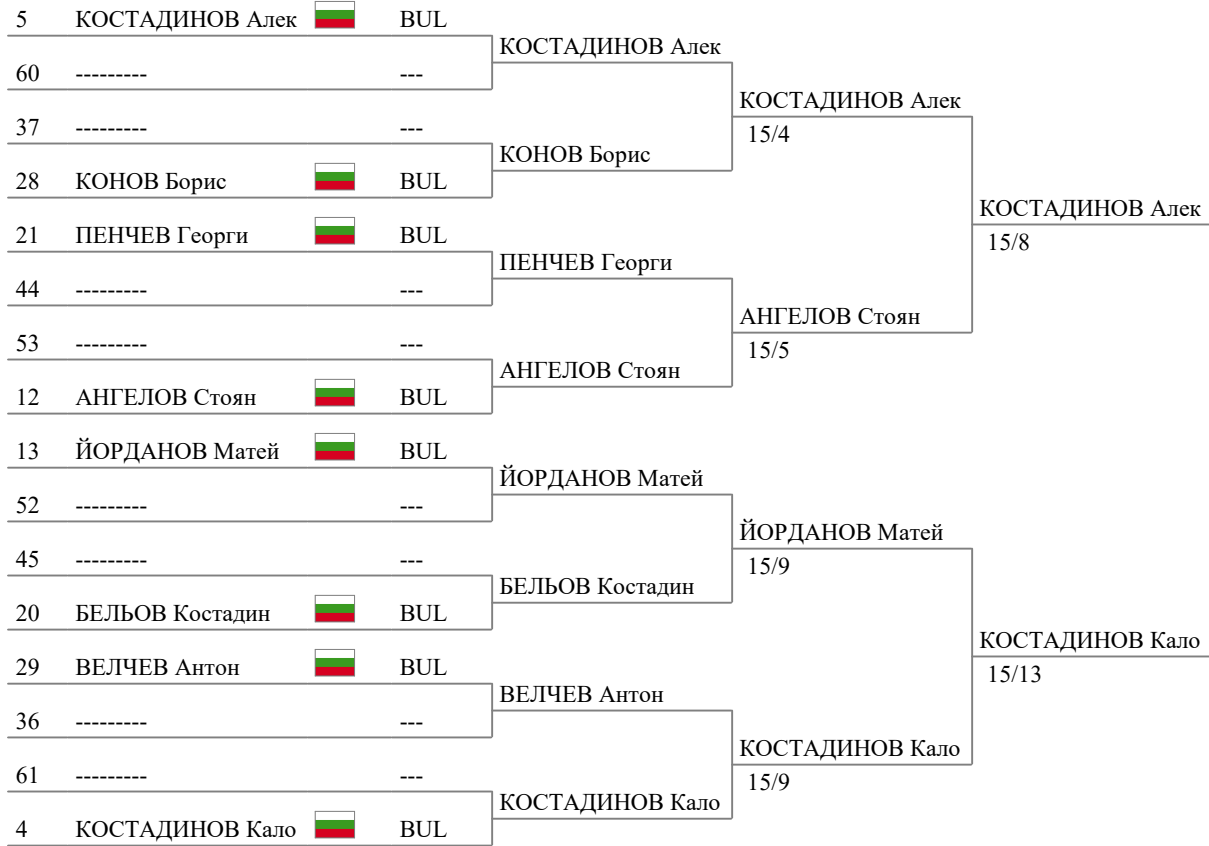 5 КОСТАДИНОВ Алек BUL
КОСТАДИНОВ Алек
60 --------- ---
КОСТАДИНОВ Алек
37 --------- ---
15/4
КОНОВ Борис
28 КОНОВ Борис BUL
КОСТАДИНОВ Алек
21 ПЕНЧЕВ Георги BUL
15/8
ПЕНЧЕВ Георги
44 --------- ---
АНГЕЛОВ Стоян
53 --------- ---
15/5
АНГЕЛОВ Стоян
12 АНГЕЛОВ Стоян BUL
13 ЙОРДАНОВ Матей BUL
ЙОРДАНОВ Матей
52 --------- ---
ЙОРДАНОВ Матей
45 --------- ---
15/9
БЕЛЬОВ Костадин
20 БЕЛЬОВ Костадин BUL
КОСТАДИНОВ Кало
29 ВЕЛЧЕВ Антон BUL
15/13
ВЕЛЧЕВ Антон
36 --------- ---
КОСТАДИНОВ Кало
61 --------- ---
15/9
КОСТАДИНОВ Кало
4 КОСТАДИНОВ Кало BUL